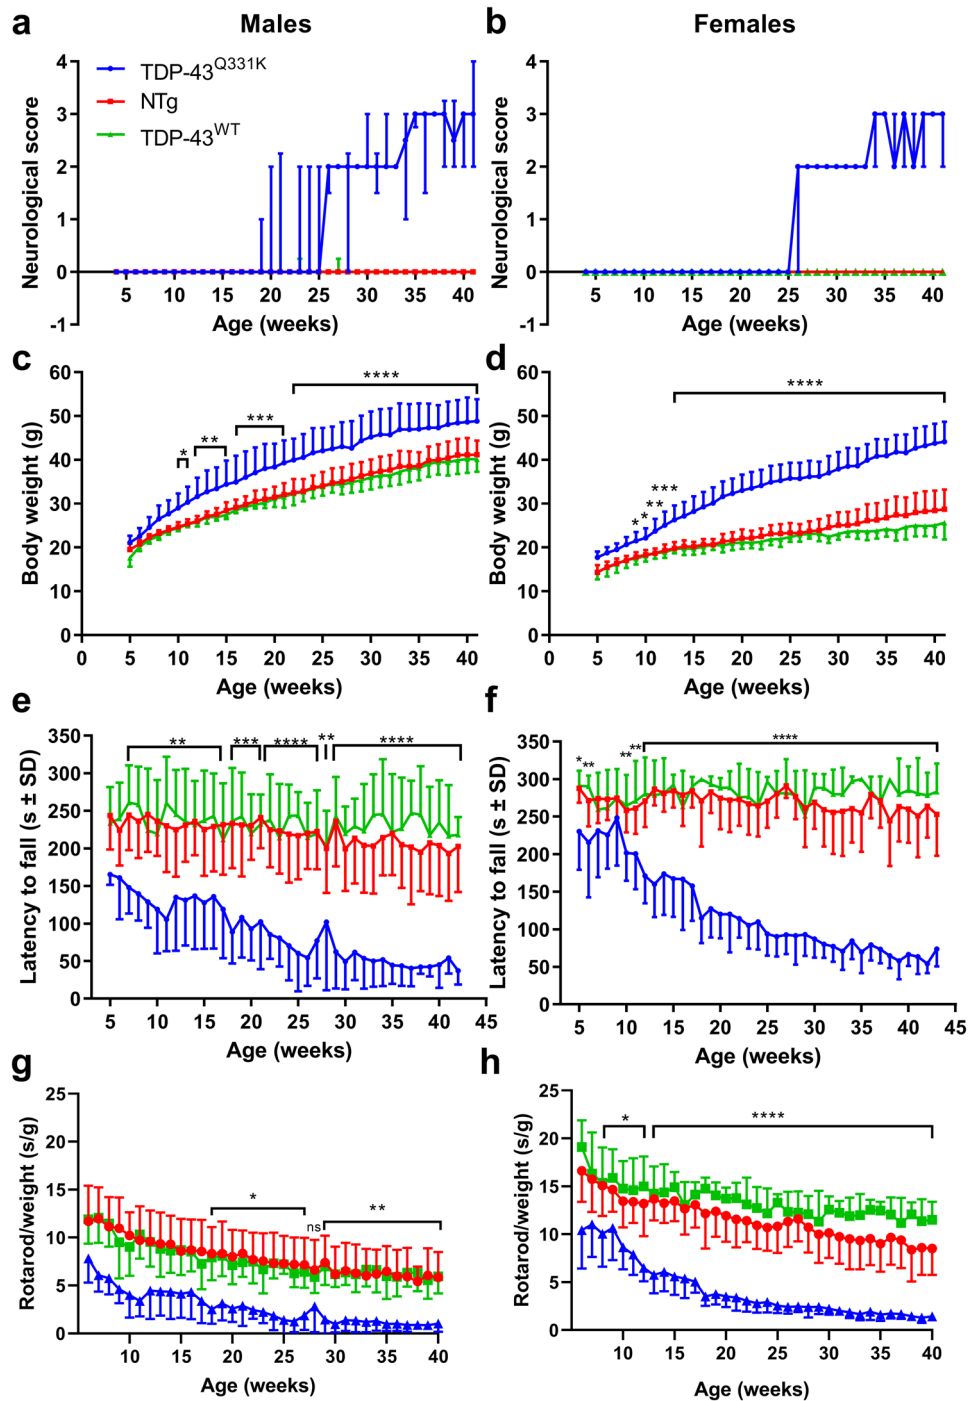 a Males
Neurological score
4
3
2
1
0
-1
TDP-43Q331K
NTg
TDP-43WT
5 10 15 20 25 30 35 40
Age (weeks)
b Females
Neurological score
4
3
2
1
0
-1
5 10 15 20 25 30 35 40
Age (weeks)
c
Body weight (g)
60
50
40
30
20
10
0
* ** *** ****
0 5 10 15 20 25 30 35 40
Age (weeks)
d
Body weight (g)
60
50
40
30
20
10
0
* * ** *** ****
0 5 10 15 20 25 30 35 40
Age (weeks)
e
Latency to fall (s ± SD)
350
300
250
200
150
100
50
0
** *** **** ** ****
5 10 15 20 25 30 35 40 45
Age (weeks)
f
Latency to fall (s ± SD)
350
300
250
200
150
100
50
0
* ** ** ** ****
5 10 15 20 25 30 35 40 45
Age (weeks)
g
Rotarod/weight (s/g)
25
20
15
10
5
0
* ns **
10 15 20 25 30 35 40
Age (weeks)
h
Rotarod/weight (s/g)
25
20
15
10
5
0
* ****
10 15 20 25 30 35 40
Age (weeks)